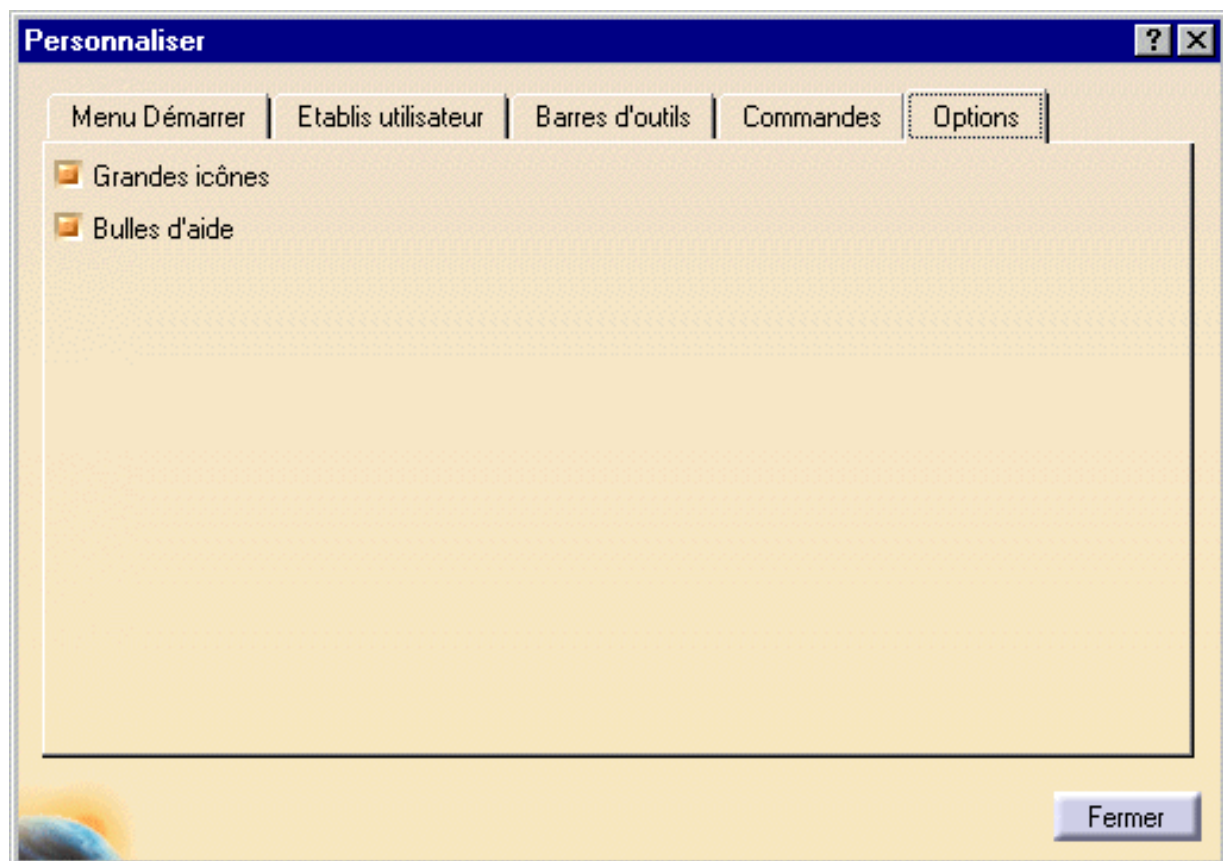 Personnaliser
Menu Démarrer Etablis utilisateur Barres d'outils Commandes Options
Grandes icônes
Bulles d'aide
Fermer